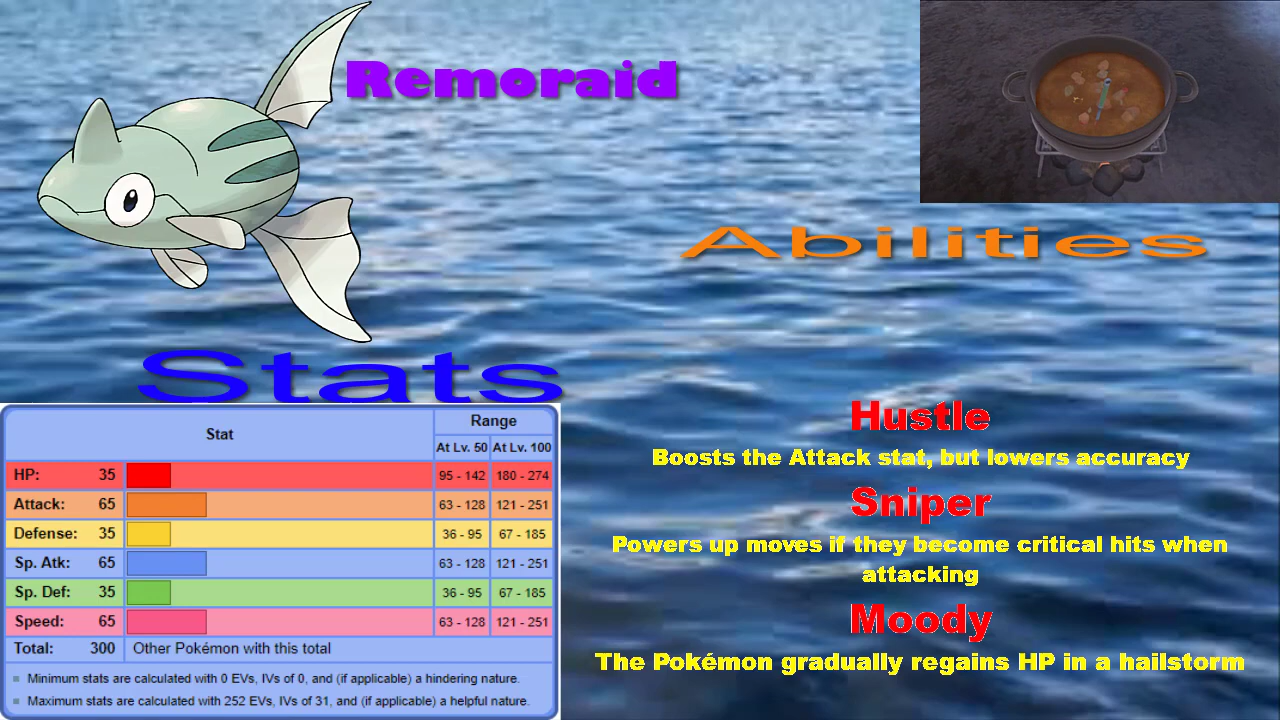 Remoraid
Abilities
Stats
Stat
Range
At Lv. 50 At Lv. 100
HP: 35 95 - 142 180 - 274
Attack: 65 63 - 128 121 - 251
Defense: 35 36 - 95 67 - 185
Sp. Atk: 65 63 - 128 121 - 251
Sp. Def: 35 36 - 95 67 - 185
Speed: 65 63 - 128 121 - 251
Total: 300 Other Pokémon with this total
Minimum stats are calculated with 0 EVs, IVs of 0, and (if applicable) a hindering nature.
Maximum stats are calculated with 252 EVs, IVs of 31, and (if applicable) a helpful nature.
Hustle
Boosts the Attack stat, but lowers accuracy
Sniper
Powers up moves if they become critical hits when
attacking
Moody
The Pokémon gradually regains HP in a hailstorm